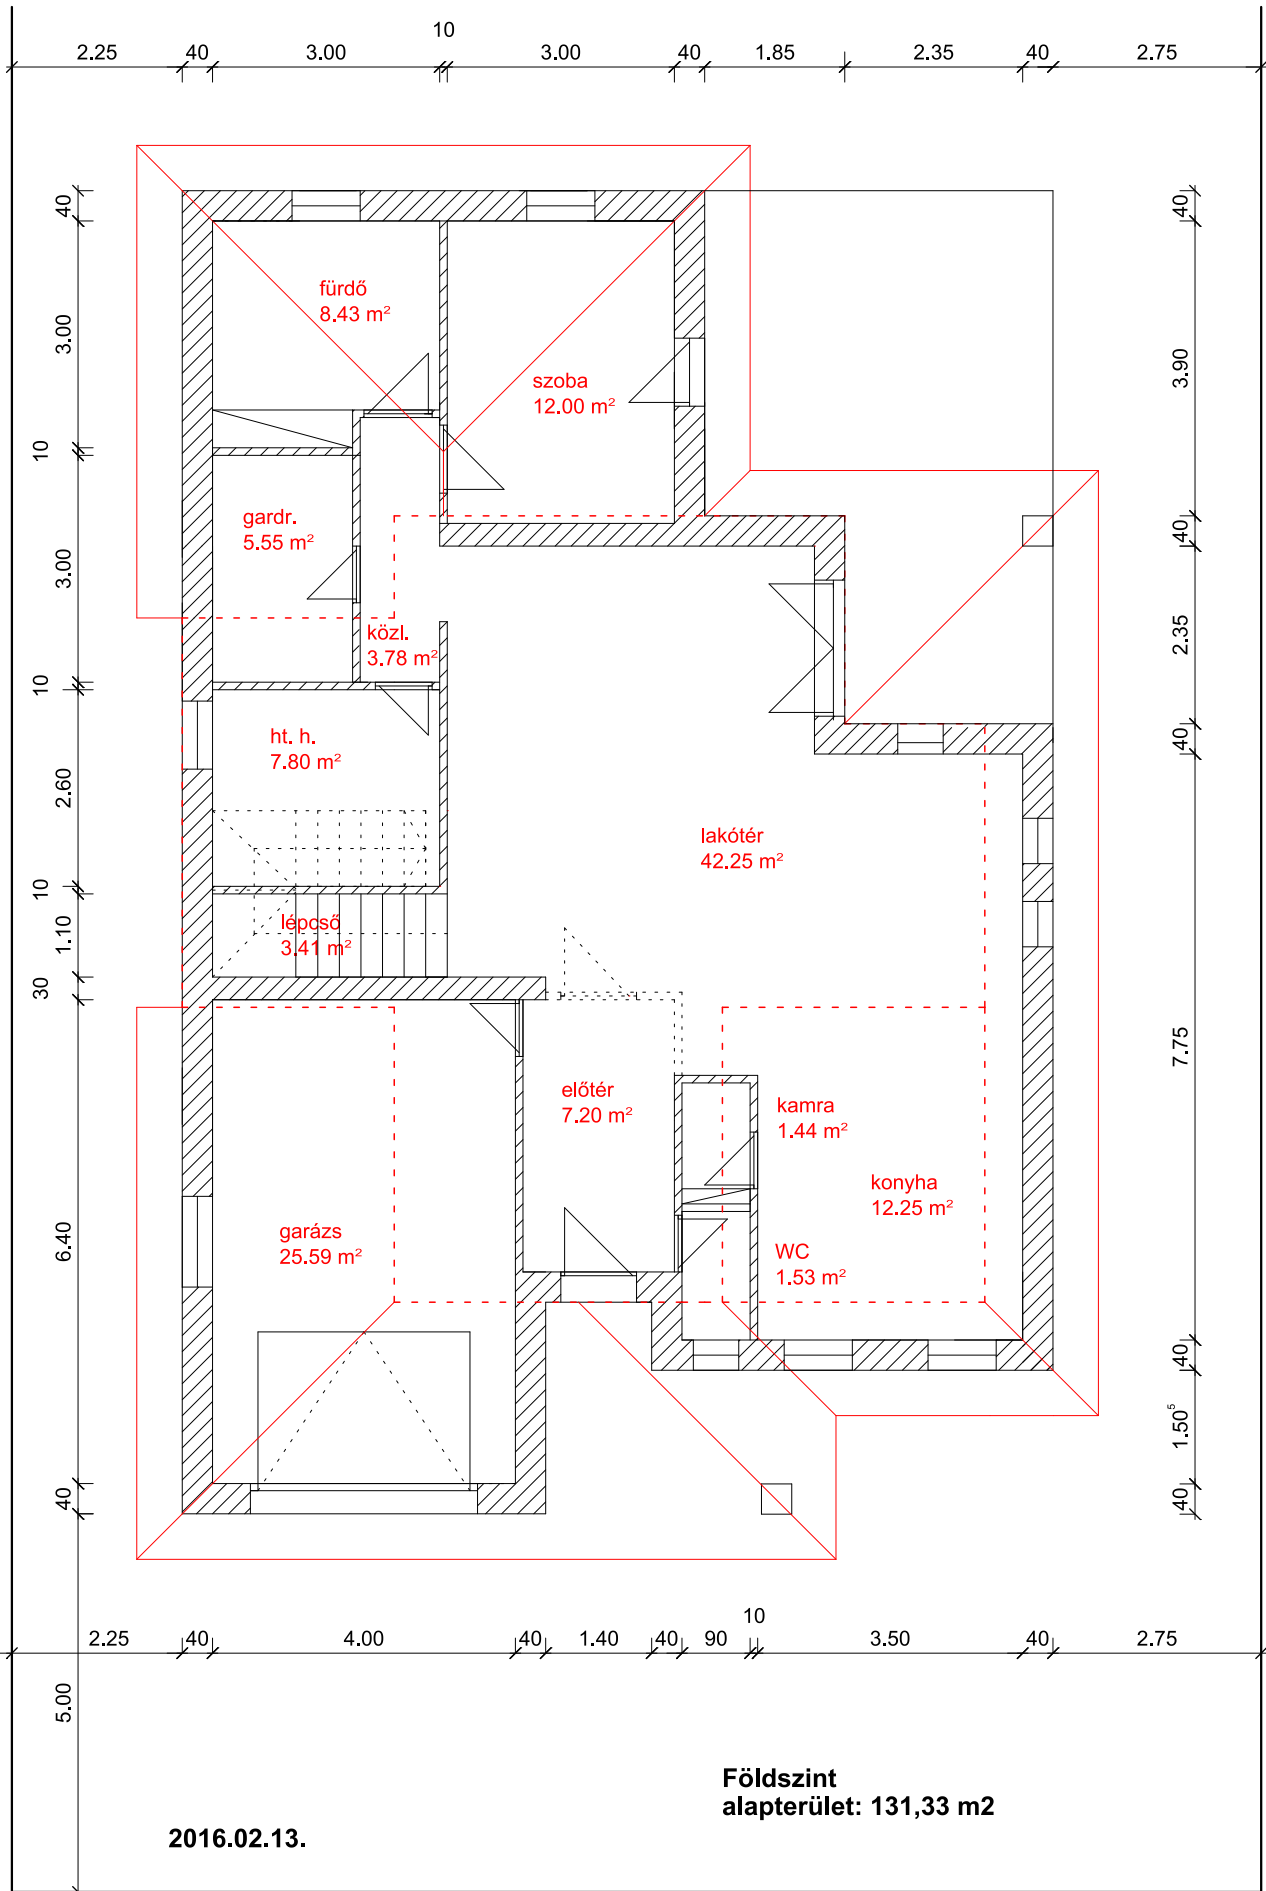 10
2.25 40 3.00 3.00 40 1.85 2.35 40 2.75
40
3.00
10
3.00
10
2.60
10
1.10
30
6.40
40
5.00
40
3.90
40
2.35
40
7.75
40
1.50⁵
40
fürdő
8.43 m²
szoba
12.00 m²
gardr.
5.55 m²
közl.
3.78 m²
ht. h.
7.80 m²
lakótér
42.25 m²
lépcső
3.41 m²
előtér
7.20 m²
kamra
1.44 m²
konyha
12.25 m²
garázs
25.59 m²
WC
1.53 m²
10
2.25 40 4.00 40 1.40 40 90 3.50 40 2.75
Földszint
alapterület: 131,33 m2
2016.02.13.